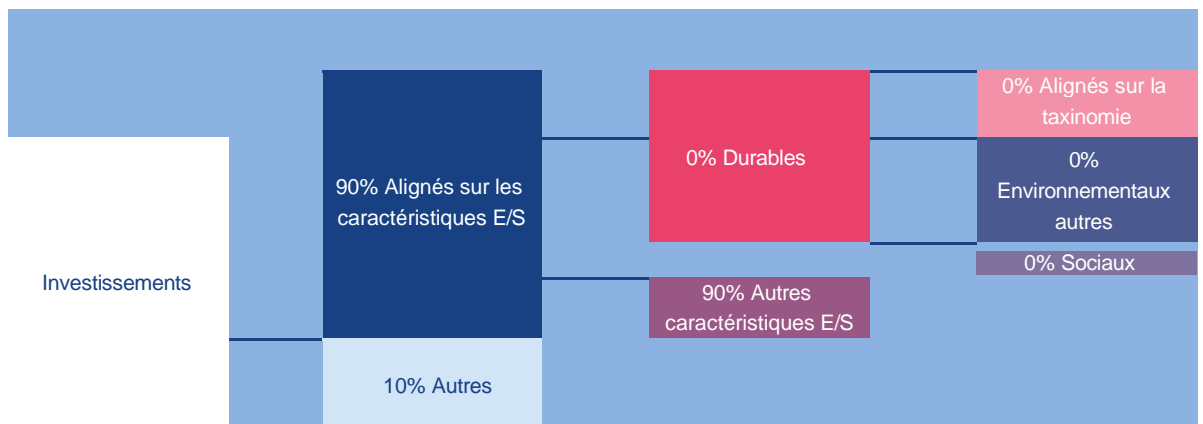 Investissements
90% Alignés sur les
caractéristiques E/S
10% Autres
0% Durables
90% Autres
caractéristiques E/S
0% Alignés sur la
taxinomie
0%
Environnementaux
autres
0% Sociaux